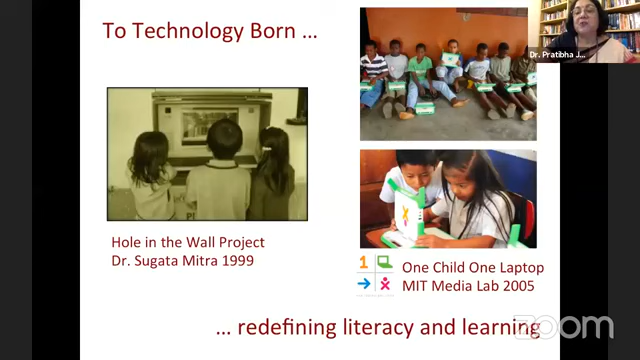 To Technology Born ...
Dr. Pratibha J...
Hole in the Wall Project
Dr. Sugata Mitra 1999
1
One Child One Laptop
MIT Media Lab 2005
... redefining literacy and learning
zoom